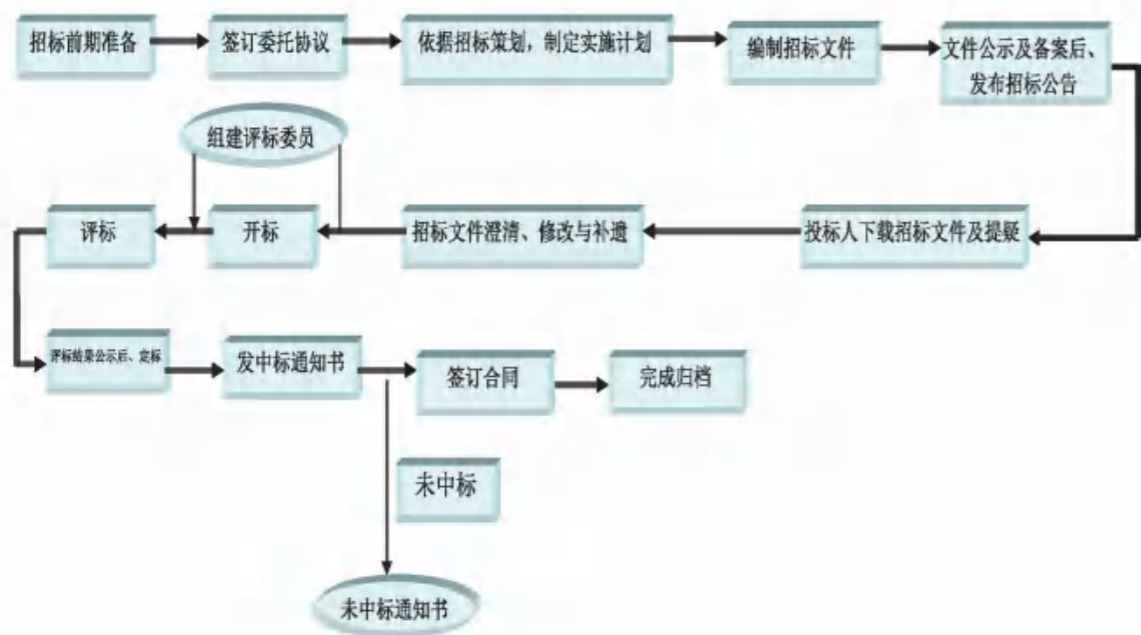 招标前期准备
签订委托协议
依据招标策划，制定实施计划
编制招标文件
文件公示及备案后、
发布招标公告
组建评标委员
评标
开标
招标文件澄清、修改与补遗
投标人下载招标文件及提疑
评标结果公示后、定标
发中标通知书
签订合同
完成归档
未中标
未中标通知书